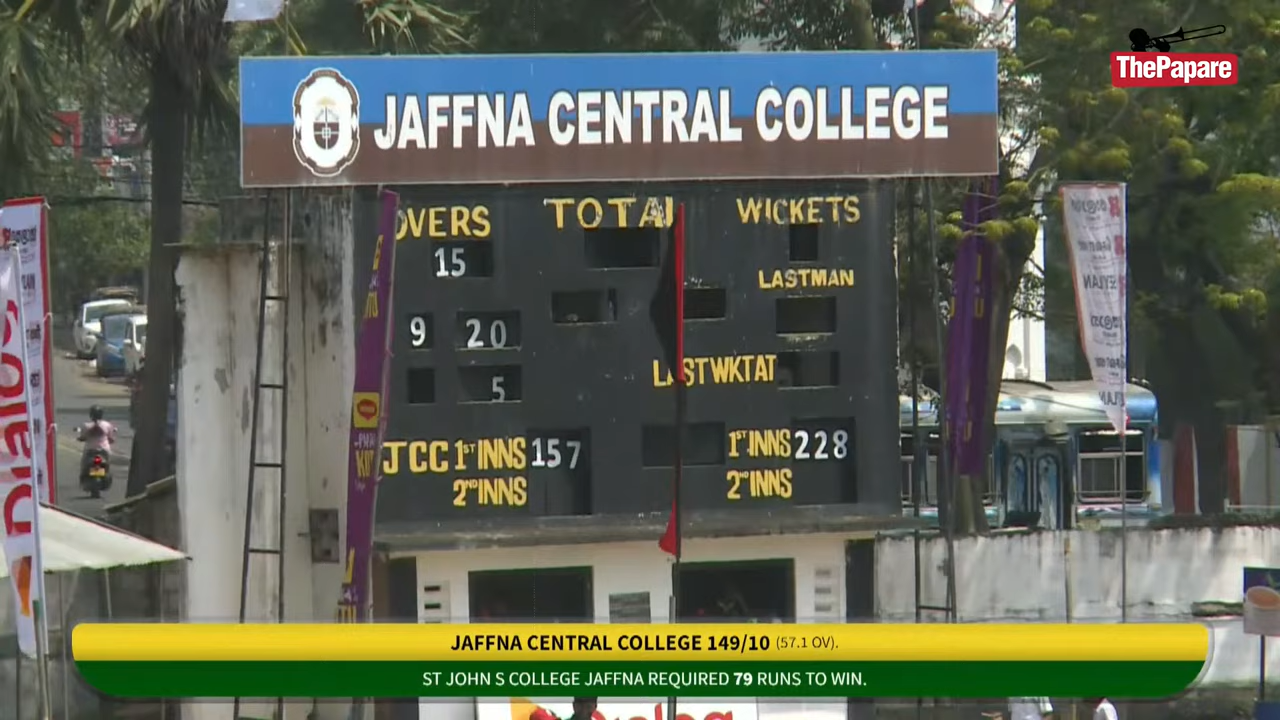 ThePapare
JAFFNA CENTRAL COLLEGE
OVERS TOTAL WICKETS
15
LASTMAN
9 20
LASTWKTAT
5
JCC 1ST INNS 157 1ST INNS 228
2ND INNS 2ND INNS
dialog
JAFFNA CENTRAL COLLEGE 149/10 (57.1 OV).
ST JOHN S COLLEGE JAFFNA REQUIRED 79 RUNS TO WIN.
dialog